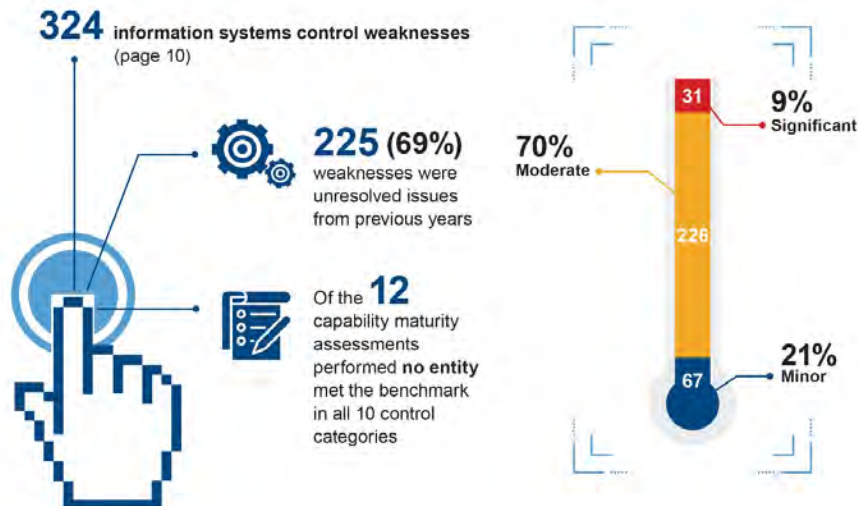 324 information systems control weaknesses
(page 10)
225 (69%)
weaknesses were
unresolved issues
from previous years
Of the 12
capability maturity
assessments
performed no entity
met the benchmark
in all 10 control
categories
31
9%
Significant
70%
Moderate
226
67
21%
Minor